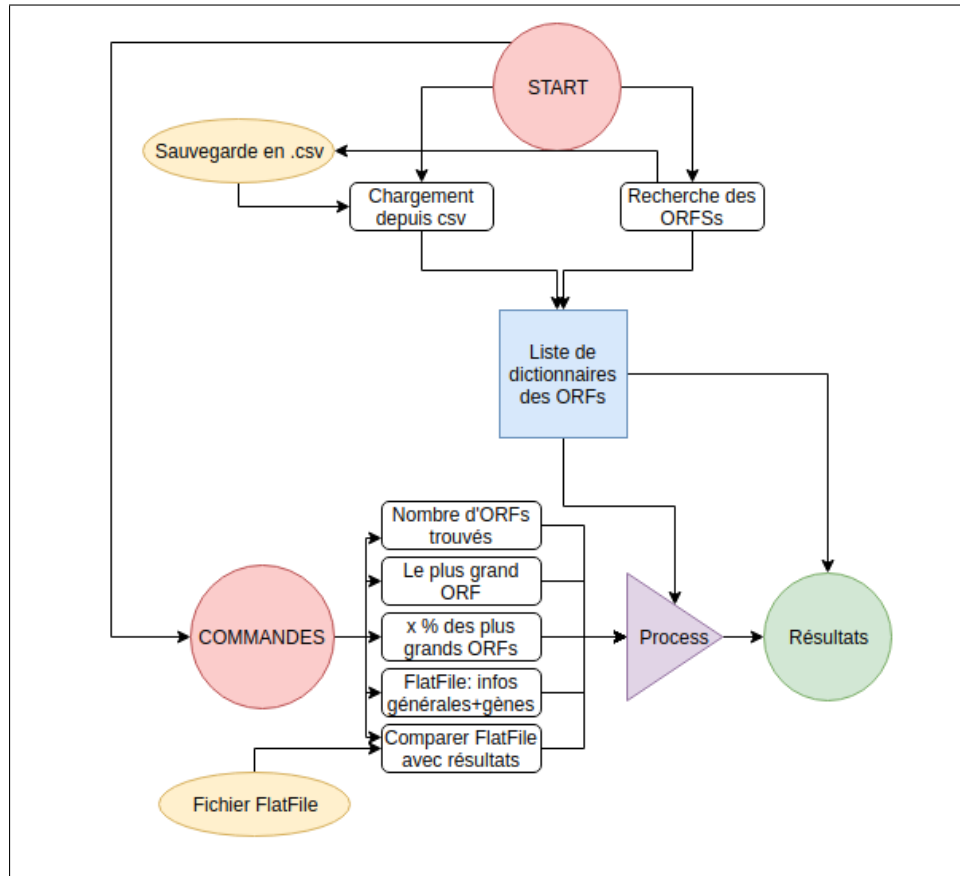 START
Sauvegarde en .csv
Chargement
depuis csv
Recherche des
ORFSs
Liste de
dictionnaires
des ORFs
Nombre d'ORFs
trouvés
Le plus grand
ORF
COMMANDES
x % des plus
grands ORFs
Process
Résultats
FlatFile: infos
générales+gènes
Comparer FlatFile
avec résultats
Fichier FlatFile